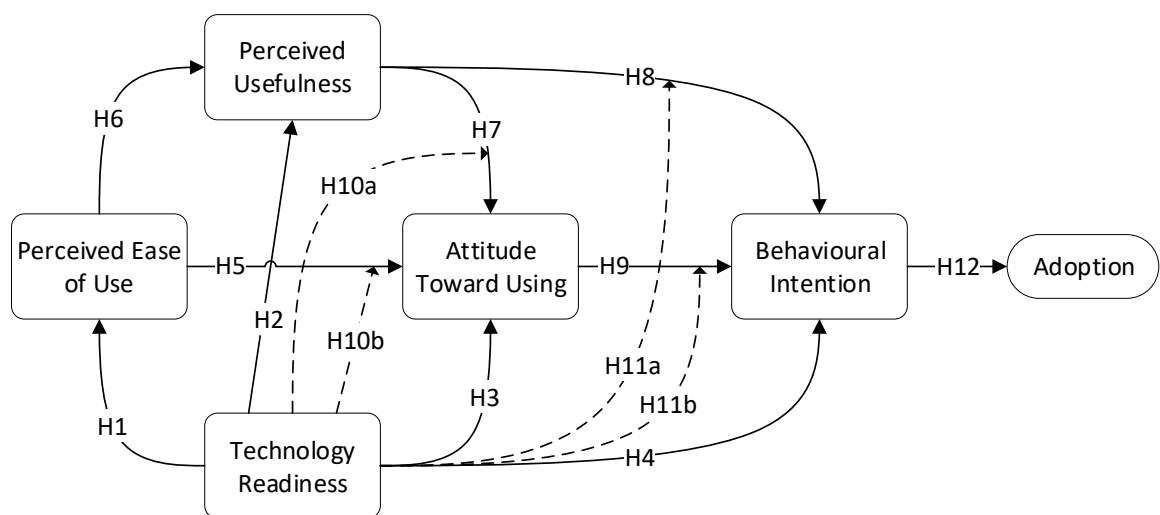 Perceived
Usefulness
H8
H6
H7
H10a
Perceived Ease
of Use
H5
Attitude
Toward Using
H9
Behavioural
Intention
H12
Adoption
H2
H10b
H11a
H3
H11b
H1
Technology
Readiness
H4